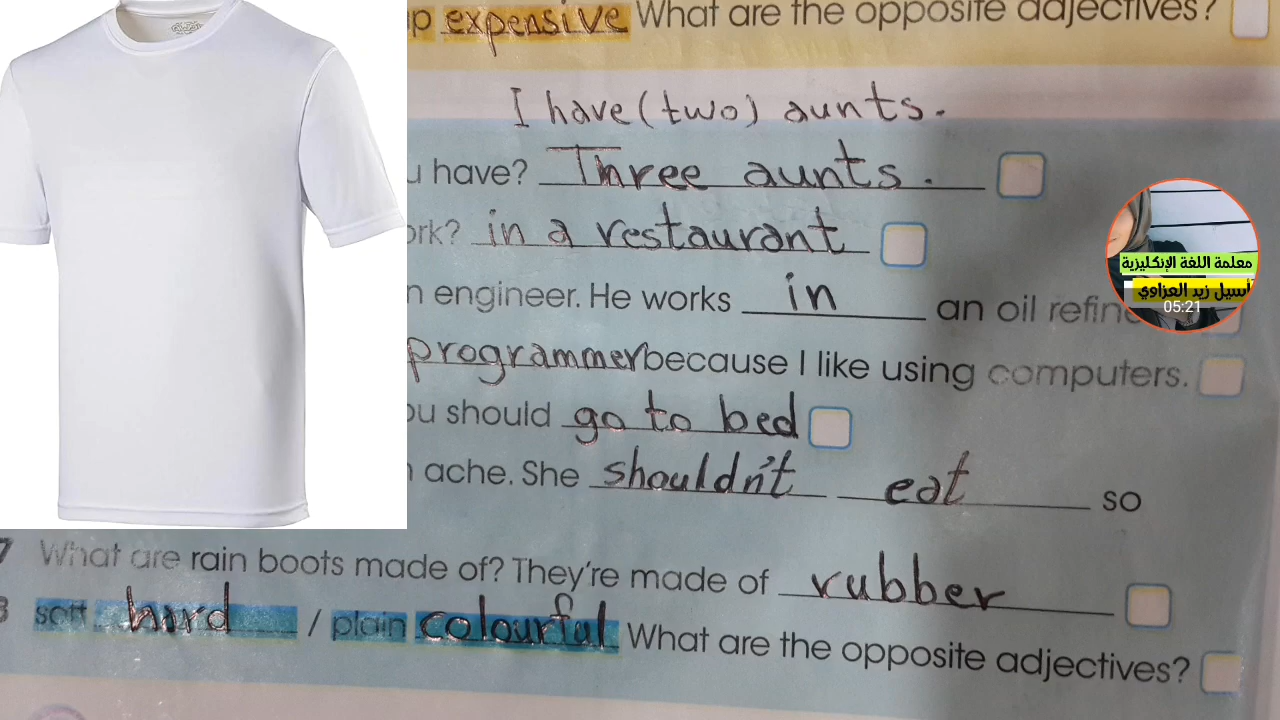 p expensive What are the opposite adjectives?
I have (two) aunts.
u have? Three aunts.
ork? in a restaurant
n engineer. He works in an oil refine
معلمة اللغة الإنكليزية
أسيل زيد العزاوي
05:21
programmer because I like using computers.
ou should go to bed
ache. She shouldn't eat so
7 What are rain boots made of? They're made of rubber
8 soft hard / plain colourful What are the opposite adjectives?